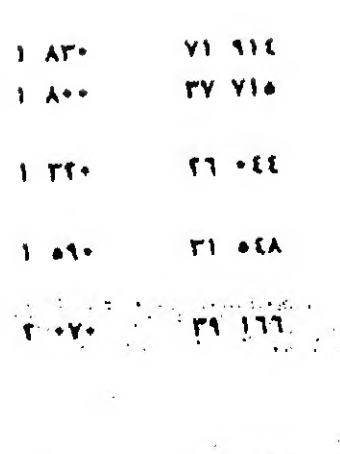 ١ ٨٣٠ ٧١ ٩١٤
١ ٨٠٠ ٣٧ ٧١٥
١ ٣٤٠ ٢٦ ٠٤٤
١ ٥٩٠ ٣١ ٥٤٨
٢ ٠٧٠ ٣٩ ١٦٦